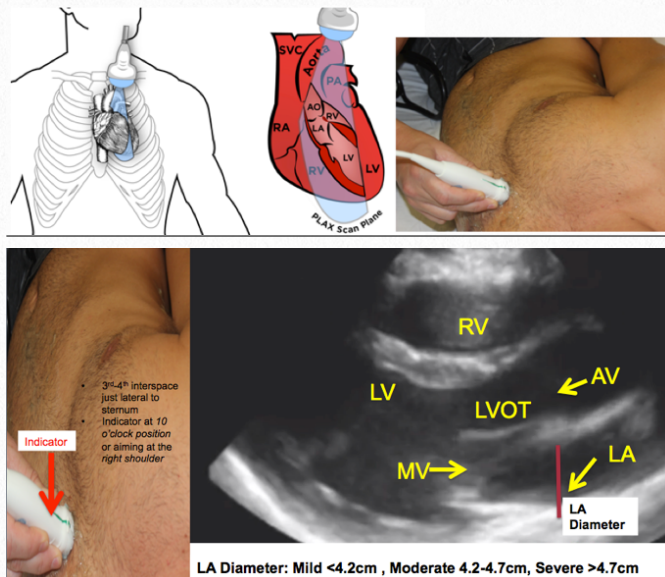 SVC
Aorta
PA
AO
RV
LA
RA
LV
RV
LV
PLAX Scan Plane
• 3rd-4th interspace
just lateral to
sternum
• Indicator at 10
o'clock position
or aiming at the
right shoulder
Indicator
RV
LV
AV
LVOT
MV
LA
LA
Diameter
LA Diameter: Mild <4.2cm , Moderate 4.2-4.7cm, Severe >4.7cm